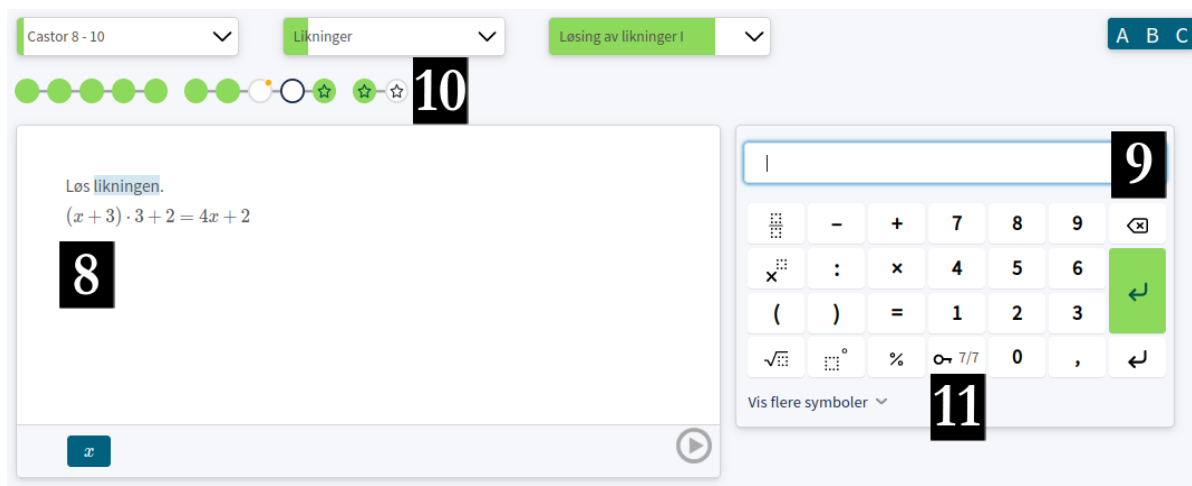 Castor 8 - 10
Likninger
Løsing av likninger I
A B C
10
9
Løs likningen.
(x + 3) · 3 + 2 = 4x + 2
8
− + 7 8 9
x : × 4 5 6
( ) = 1 2 3
√ ° % 7/7 0 ,
Vis flere symboler
11
x